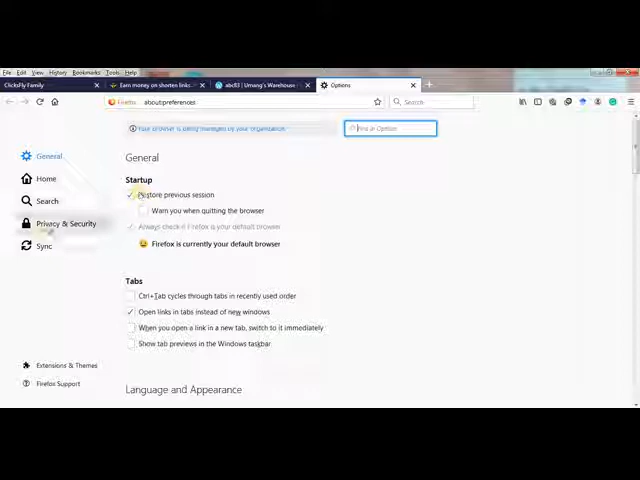 File Edit View History Bookmarks Tools Help
ClicksFly Family
Earn money on shorten links
abc83 | Umang's Warehouse
Options
Firefox
about:preferences
Search
Your browser is being managed by your organization.
Find in Options
General
Home
Search
Privacy & Security
Sync
Extensions & Themes
Firefox Support
General
Startup
Restore previous session
Warn you when quitting the browser
Always check if Firefox is your default browser
Firefox is currently your default browser
Tabs
Ctrl+Tab cycles through tabs in recently used order
Open links in tabs instead of new windows
When you open a link in a new tab, switch to it immediately
Show tab previews in the Windows taskbar
Language and Appearance